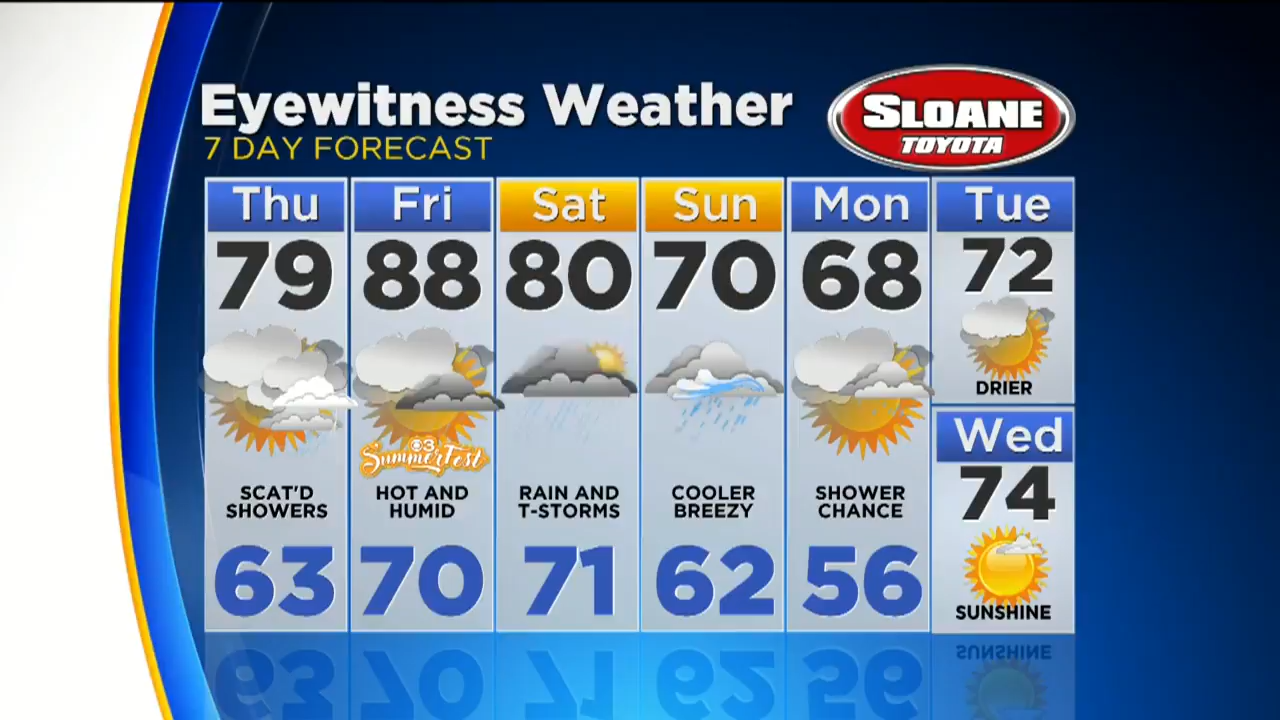 Eyewitness Weather
7 DAY FORECAST
SLOANE
TOYOTA
Thu
79
SCAT'D
SHOWERS
63
Fri
88
3
SummerFest
HOT AND
HUMID
70
Sat
80
RAIN AND
T-STORMS
71
Sun
70
COOLER
BREEZY
62
Mon
68
SHOWER
CHANCE
56
Tue
72
DRIER
Wed
74
SUNSHINE